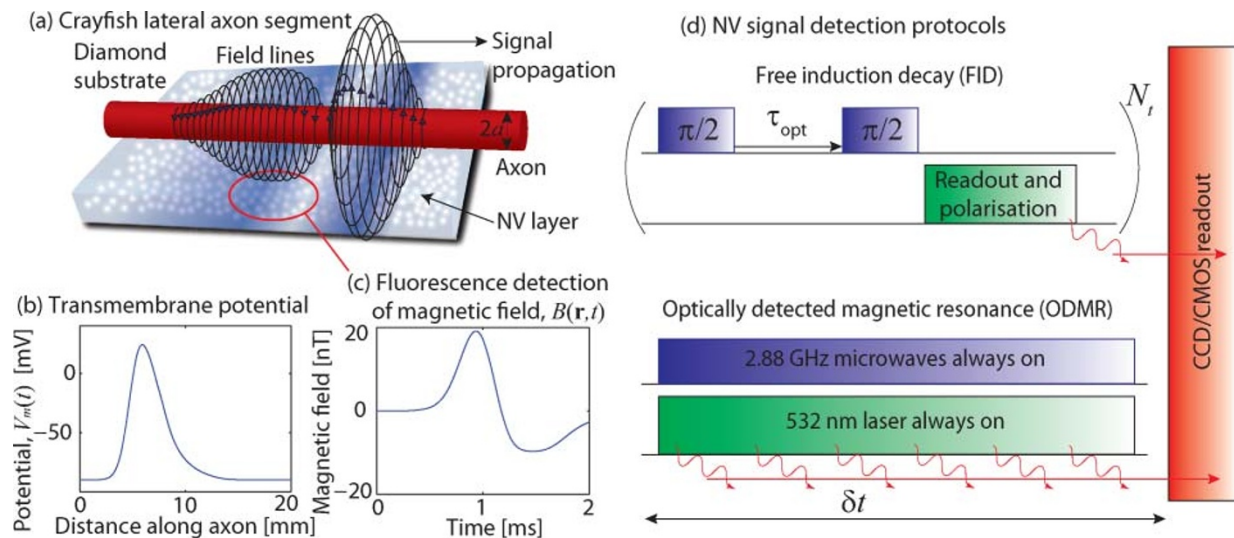 (a) Crayfish lateral axon segment
Diamond
substrate
Field lines
Signal
propagation
2a
Axon
NV layer
(b) Transmembrane potential
Potential, Vm(t) [mV]
0
−50
0
10
20
Distance along axon [mm]
(c) Fluorescence detection
of magnetic field, B(r,t)
Magnetic field [nT]
20
0
−20
0
1
2
Time [ms]
(d) NV signal detection protocols
Free induction decay (FID)
π/2
τopt
π/2
Nt
Readout and
polarisation
Optically detected magnetic resonance (ODMR)
2.88 GHz microwaves always on
532 nm laser always on
δt
CCD/CMOS readout